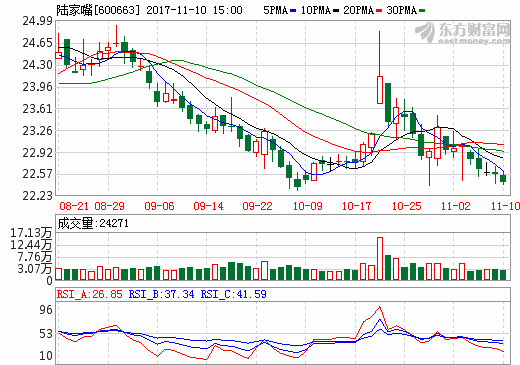 陆家嘴[600663] 2017-11-10 15:00 5PMA 10PMA 20PMA 30PMA
东方财富网
eastmoney.com
24.99
24.65
24.30
23.96
23.61
23.26
22.92
22.57
22.23
08-21 08-29 09-06 09-14 09-22 10-09 10-17 10-25 11-02 11-10
成交量:24271
17.13万
12.44万
7.76万
3.07万
0
RSI_A:26.85 RSI_B:37.34 RSI_C:41.59
96
53
10